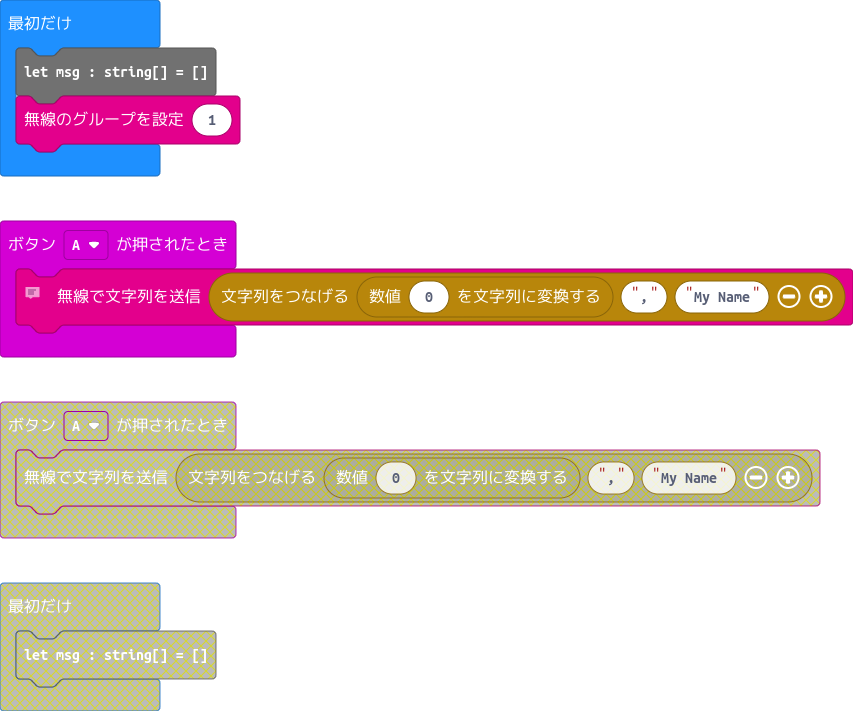 最初だけ
let msg : string[] = []
無線のグループを設定 1
ボタン A が押されたとき
無線で文字列を送信 文字列をつなげる 数値 0 を文字列に変換する "," "My Name"
ボタン A が押されたとき
無線で文字列を送信 文字列をつなげる 数値 0 を文字列に変換する "," "My Name"
最初だけ
let msg : string[] = []